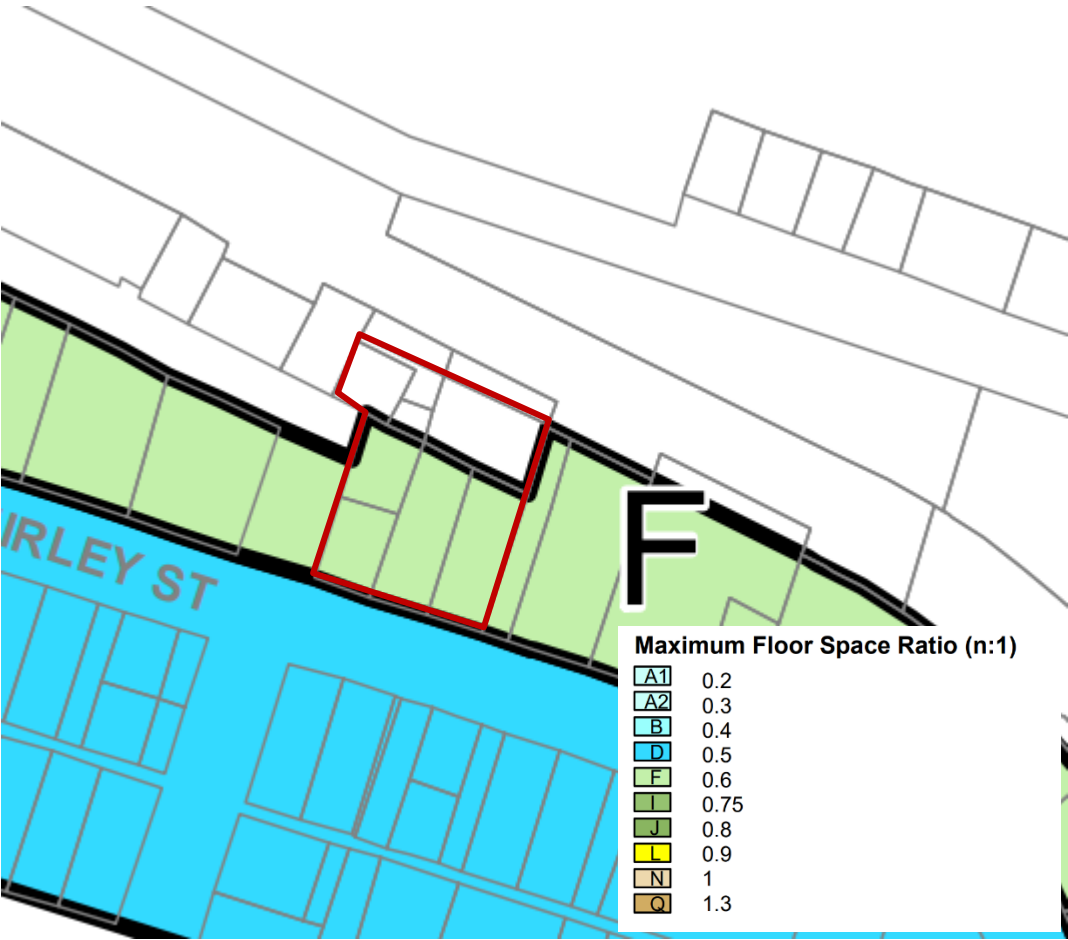 F
IRLEY ST
Maximum Floor Space Ratio (n:1)
A1 0.2
A2 0.3
B 0.4
D 0.5
F 0.6
I 0.75
J 0.8
L 0.9
N 1
Q 1.3